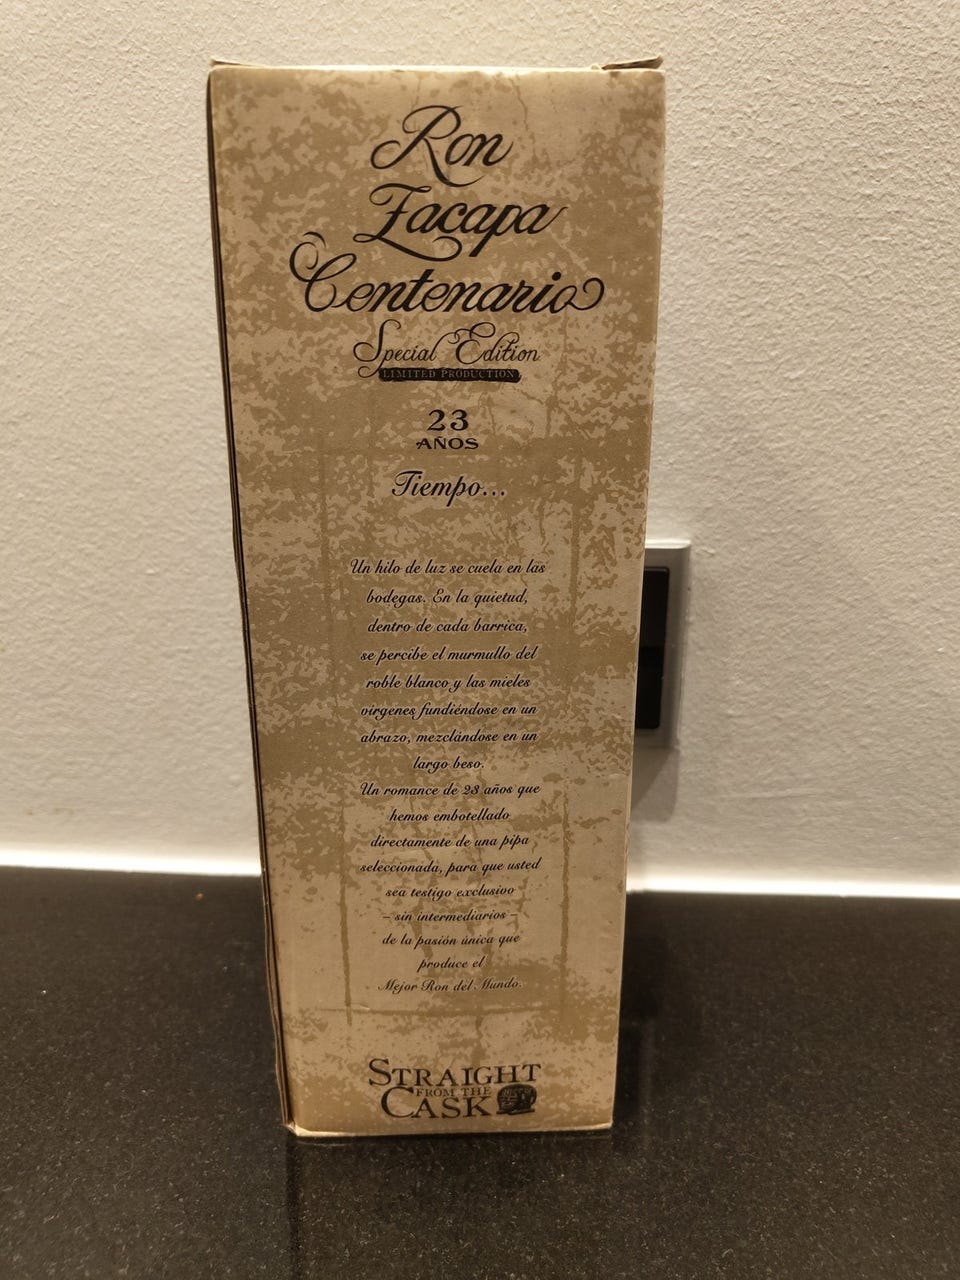 Ron
Zacapa
Centenario
Special Edition
LIMITED PRODUCTION
23
AÑOS
Tiempo...
Un hilo de luz se cuela en las
bodegas. En la quietud,
dentro de cada barrica,
se percibe el murmullo del
roble blanco y las mieles
vírgenes fundiéndose en un
abrazo, mezclándose en un
largo beso.
Un romance de 23 años que
hemos embotellado
directamente de una pipa
seleccionada, para que usted
sea testigo exclusivo
– sin intermediarios –
de la pasión única que
produce el
Mejor Ron del Mundo.
STRAIGHT
FROM THE
CASK